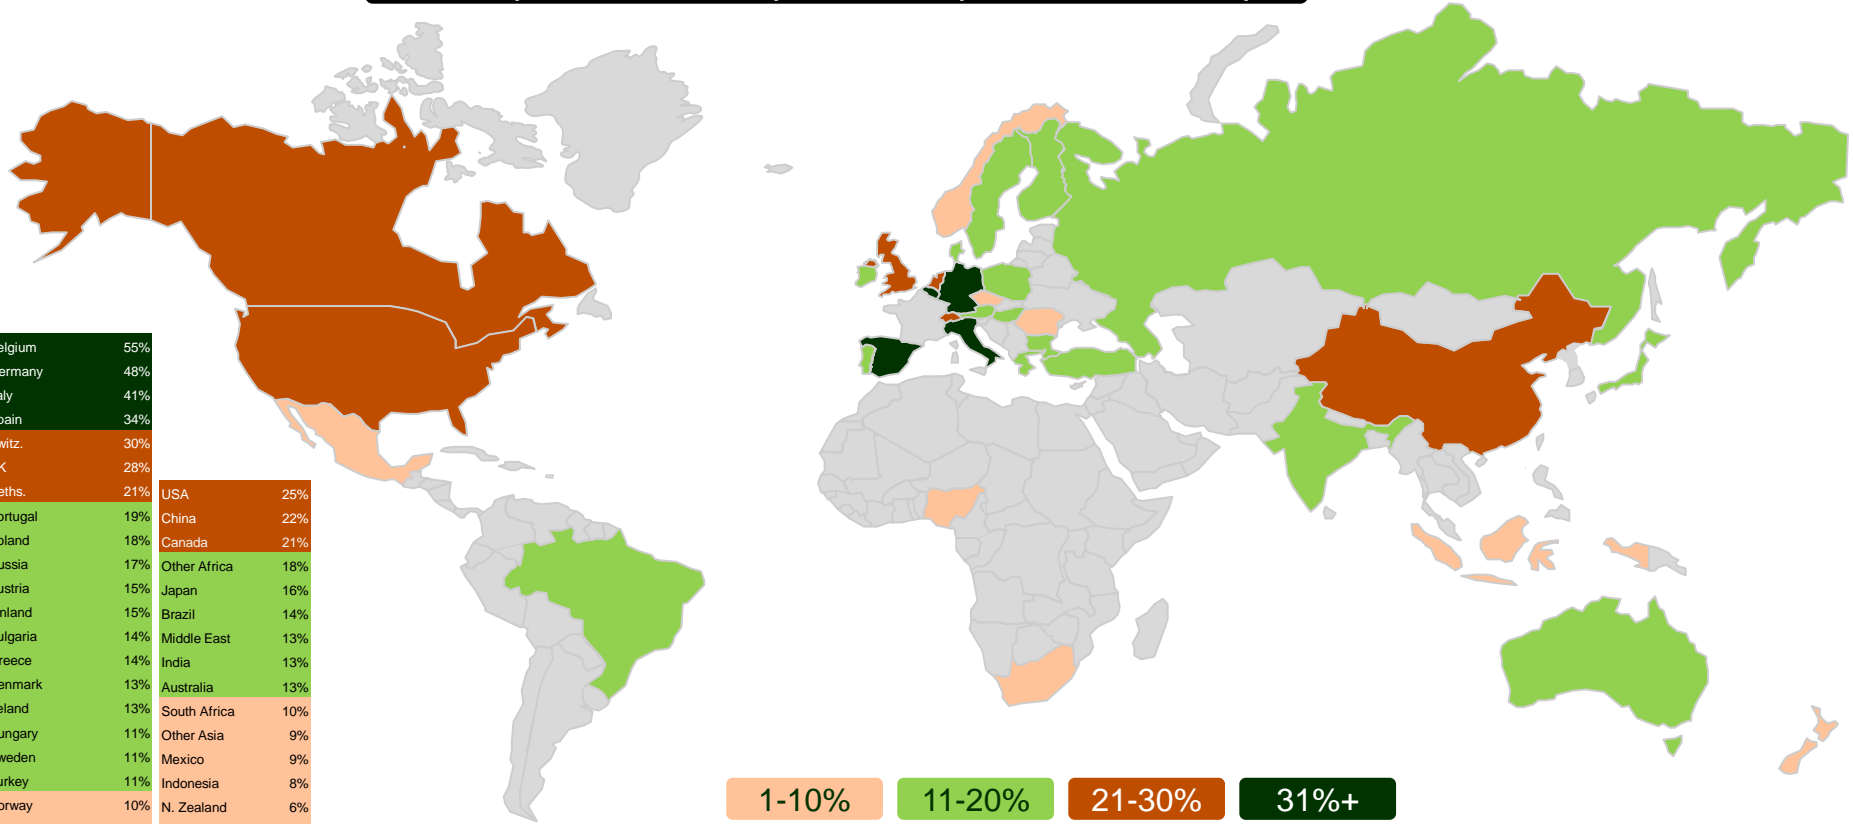 elgium 55%
ermany 48%
aly 41%
pain 34%
witz. 30%
K 28%
eths. 21%
ortugal 19%
oland 18%
ussia 17%
ustria 15%
nland 15%
ulgaria 14%
reece 14%
enmark 13%
eland 13%
ungary 11%
weden 11%
urkey 11%
orway 10%
USA 25%
China 22%
Canada 21%
Other Africa 18%
Japan 16%
Brazil 14%
Middle East 13%
India 13%
Australia 13%
South Africa 10%
Other Asia 9%
Mexico 9%
Indonesia 8%
N. Zealand 6%
1-10% 11-20% 21-30% 31%+